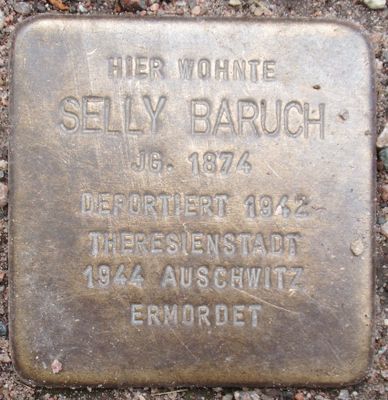 HIER WOHNTE
SELLY BARUCH
JG. 1874
DEPORTIERT 1942
THERESIENSTADT
1944 AUSCHWITZ
ERMORDET